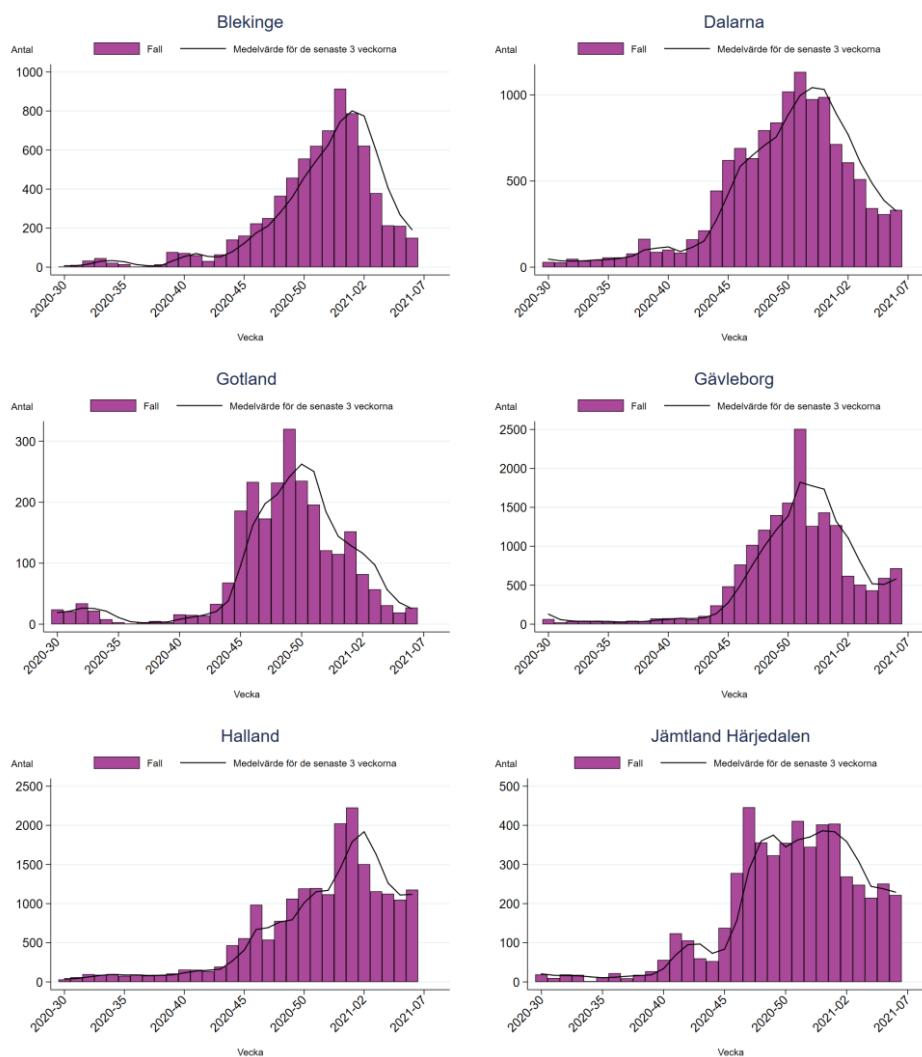 Blekinge
Antal Fall Medelvärde för de senaste 3 veckorna
1000
800
600
400
200
0
2020-30 2020-35 2020-40 2020-45 2020-50 2021-02 2021-07
Vecka
Dalarna
Antal Fall Medelvärde för de senaste 3 veckorna
1000
500
0
2020-30 2020-35 2020-40 2020-45 2020-50 2021-02 2021-07
Vecka
Gotland
Antal Fall Medelvärde för de senaste 3 veckorna
300
200
100
0
2020-30 2020-35 2020-40 2020-45 2020-50 2021-02 2021-07
Vecka
Gävleborg
Antal Fall Medelvärde för de senaste 3 veckorna
2500
2000
1500
1000
500
0
2020-30 2020-35 2020-40 2020-45 2020-50 2021-02 2021-07
Vecka
Halland
Antal Fall Medelvärde för de senaste 3 veckorna
2500
2000
1500
1000
500
0
2020-30 2020-35 2020-40 2020-45 2020-50 2021-02 2021-07
Vecka
Jämtland Härjedalen
Antal Fall Medelvärde för de senaste 3 veckorna
500
400
300
200
100
0
2020-30 2020-35 2020-40 2020-45 2020-50 2021-02 2021-07
Vecka